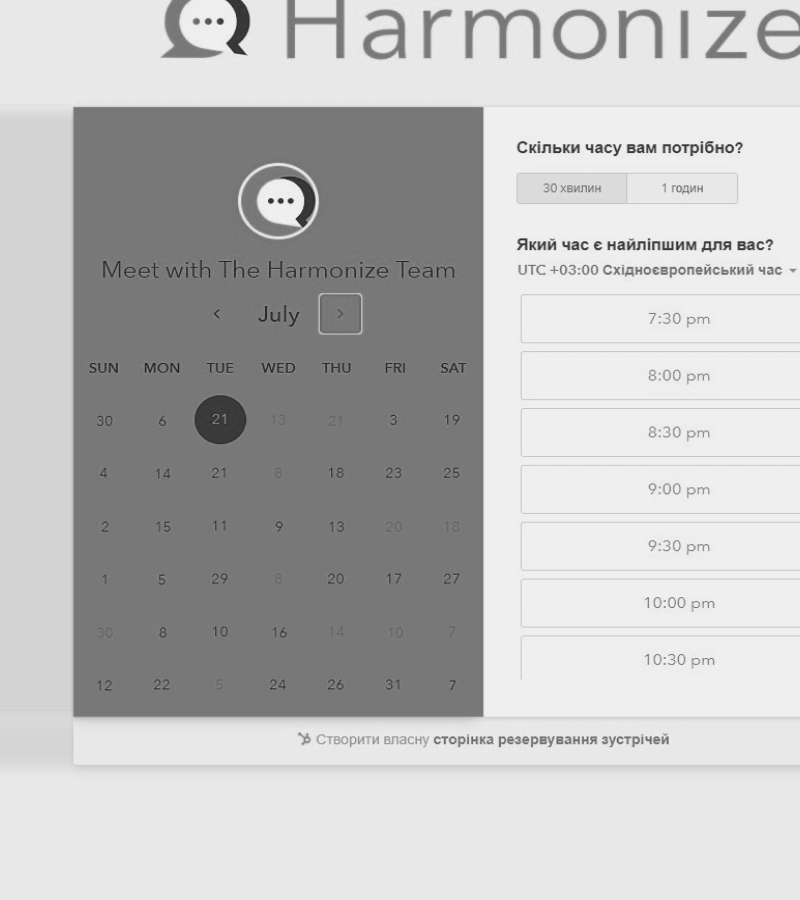 Harmonize
Meet with The Harmonize Team
July
SUN MON TUE WED THU FRI SAT
30 6 21 13 21 3 19
4 14 21 8 18 23 25
2 15 11 9 13 20 18
1 5 29 8 20 17 27
30 8 10 16 14 10 7
12 22 5 24 26 31 7
Скільки часу вам потрібно?
30 хвилин 1 годин
Який час є найліпшим для вас?
UTC +03:00 Східноєвропейський час
7:30 pm
8:00 pm
8:30 pm
9:00 pm
9:30 pm
10:00 pm
10:30 pm
Створити власну сторінка резервування зустрічей